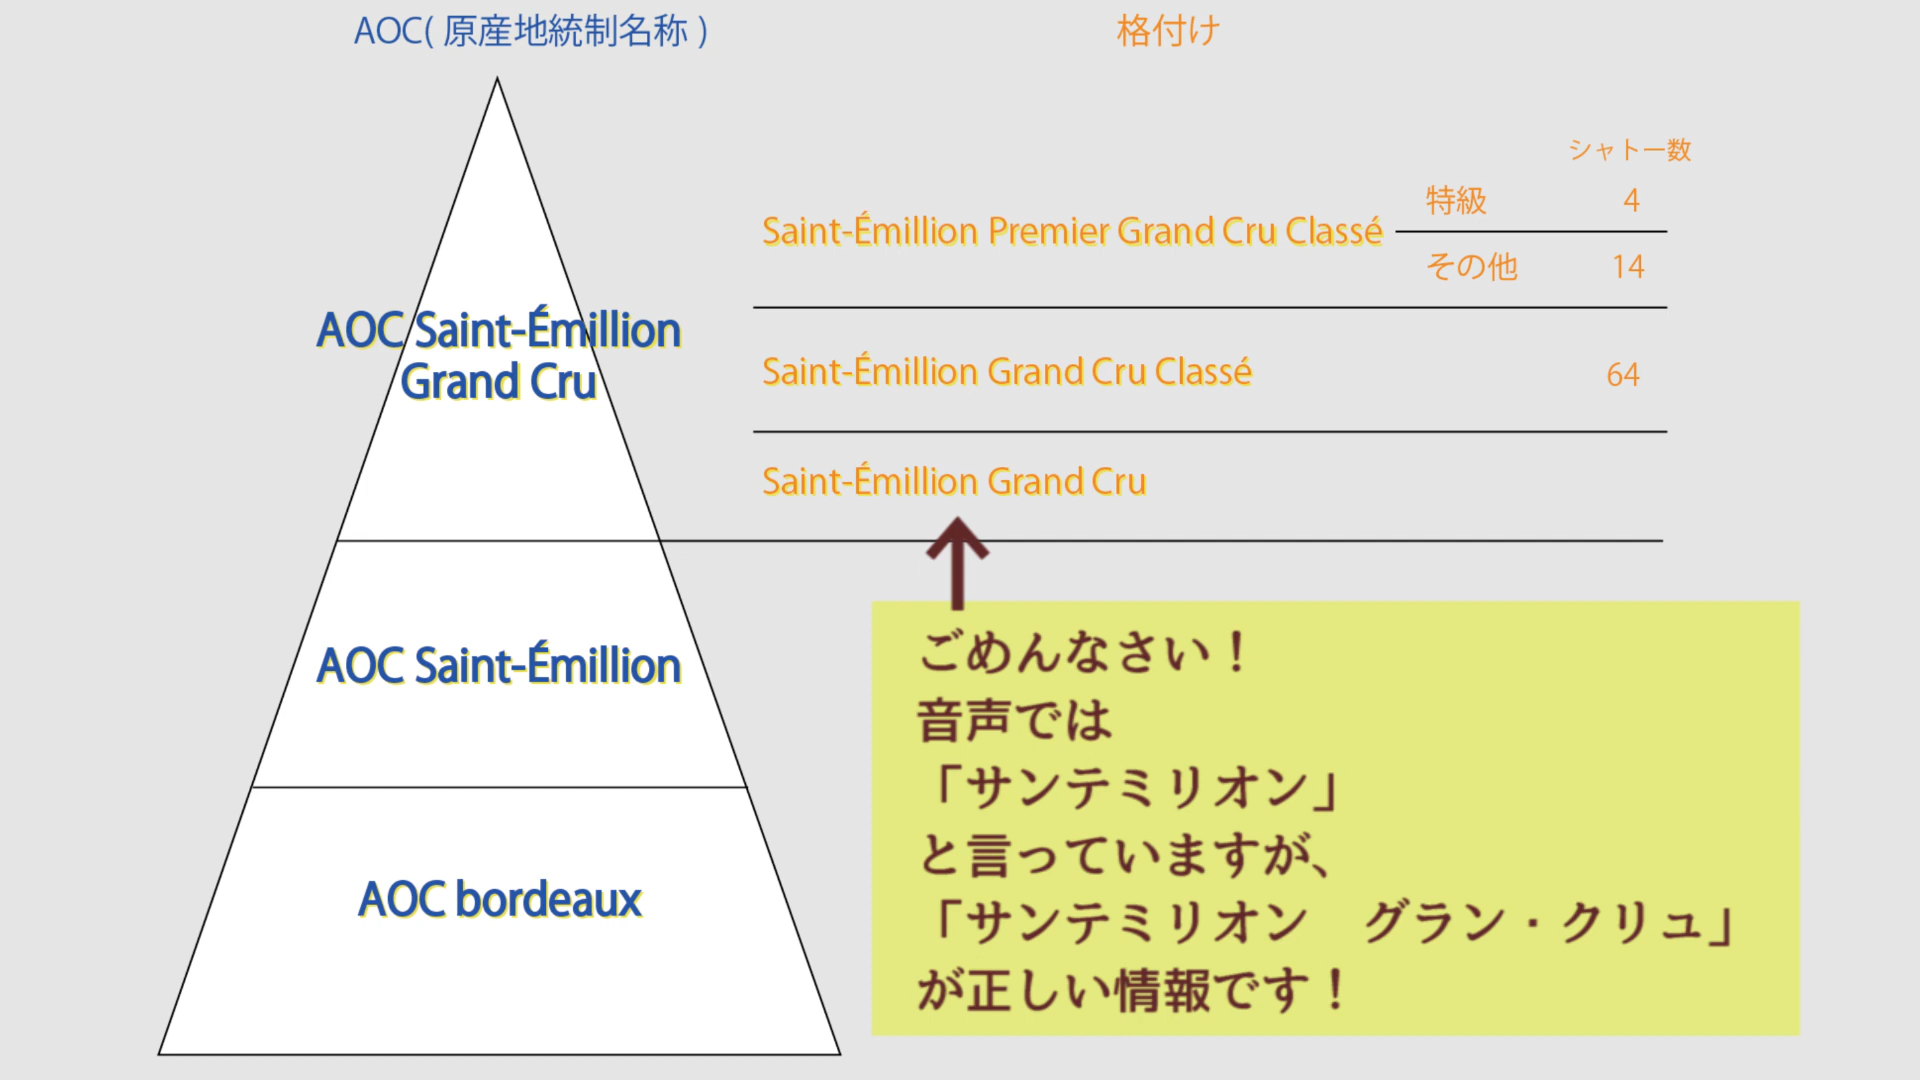 AOC( 原産地統制名称 )
格付け
シャトー数
特級 4
Saint-Émillion Premier Grand Cru Classé
その他 14
AOC Saint-Émillion
Grand Cru
Saint-Émillion Grand Cru Classé 64
Saint-Émillion Grand Cru
AOC Saint-Émillion
AOC bordeaux
ごめんなさい！
音声では
「サンテミリオン」
と言っていますが、
「サンテミリオン　グラン・クリュ」
が正しい情報です！